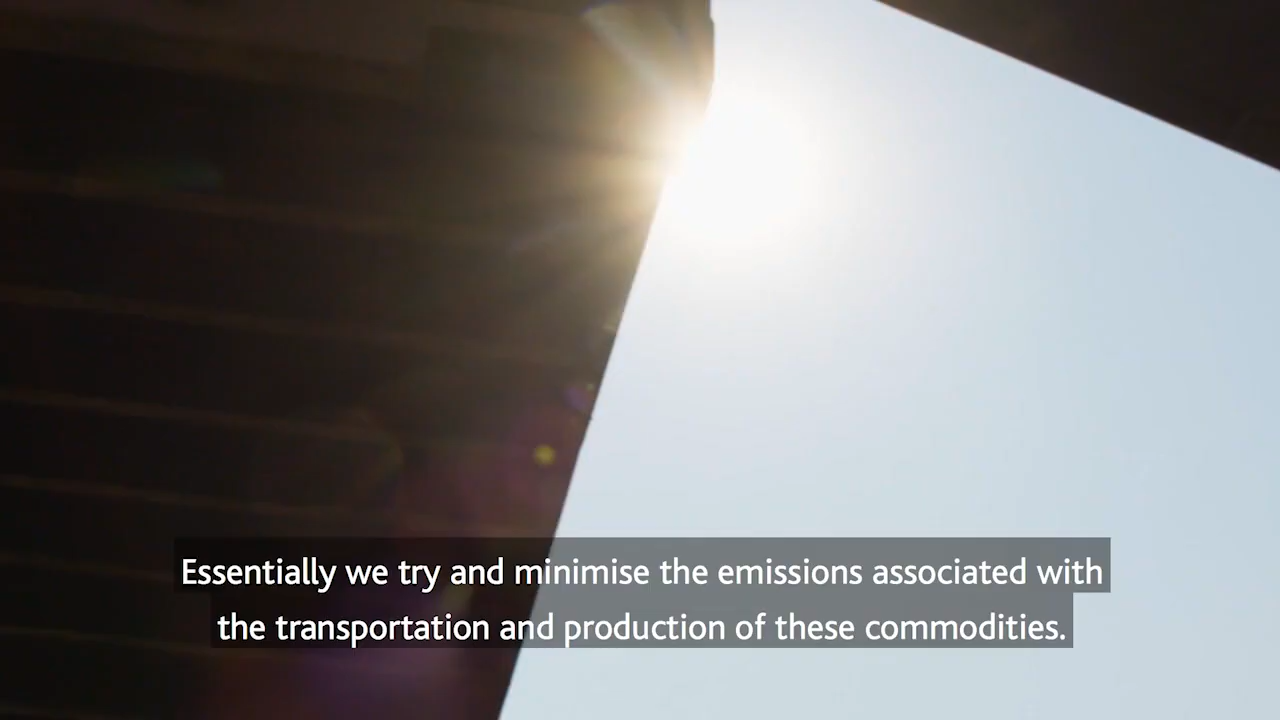 Essentially we try and minimise the emissions associated with
the transportation and production of these commodities.